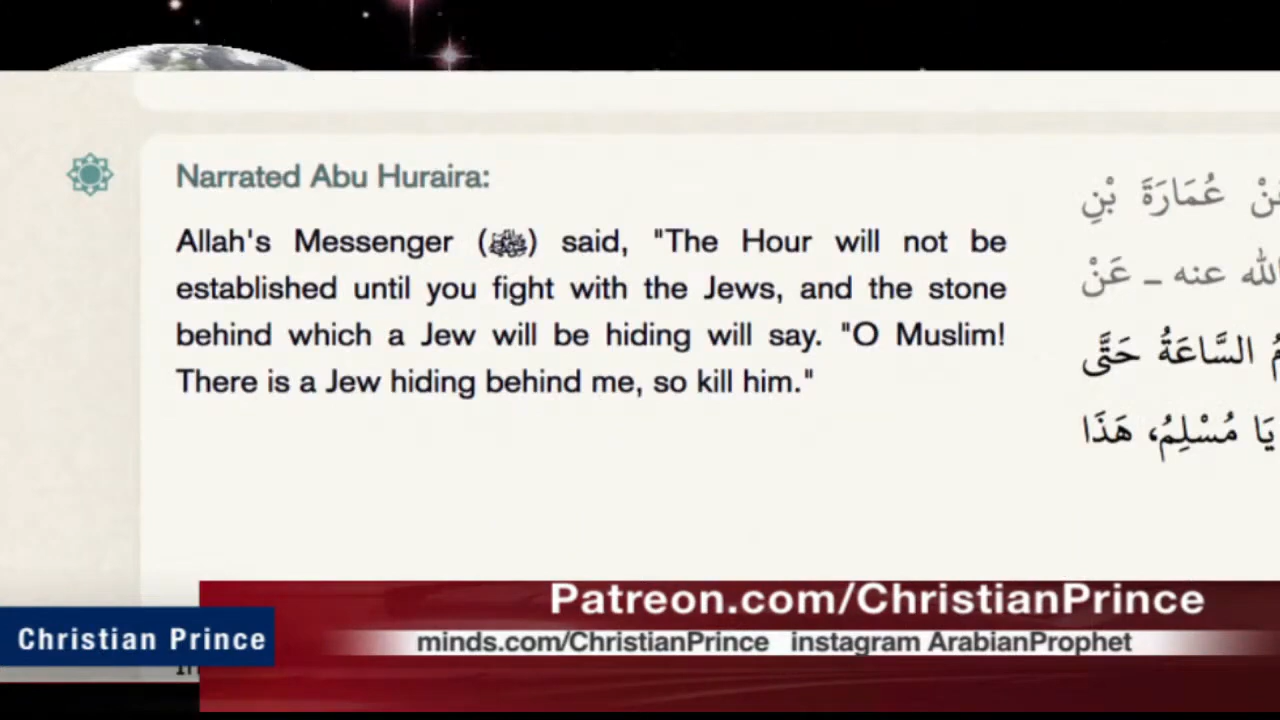 Narrated Abu Huraira:
Allah's Messenger (ﷺ) said, "The Hour will not be
established until you fight with the Jews, and the stone
behind which a Jew will be hiding will say. "O Muslim!
There is a Jew hiding behind me, so kill him."
عُمَارَةَ بْنِ
الله عنه ـ عَنْ
السَّاعَةُ حَتَّى
يَا مُسْلِمُ، هَذَا
Patreon.com/ChristianPrince
Christian Prince
minds.com/ChristianPrince instagram ArabianProphet